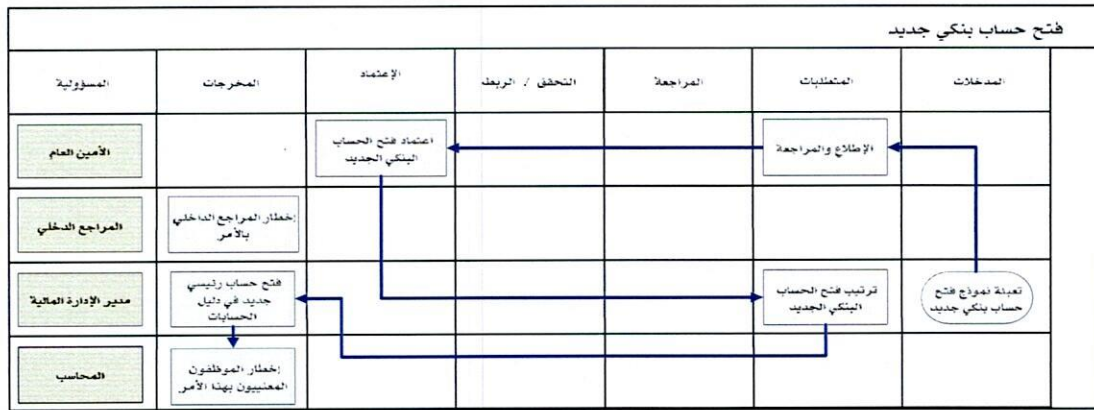 فتح حساب بنكي جديد
المدخلات
المتطلبات
المراجعة
التحقق / الربط
الإعتماد
المخرجات
المسؤولية
الإطلاع والمراجعة
اعتماد فتح الحساب
البنكي الجديد
الأمين العام
إخطار المراجع الداخلي
بالأمر
المراجع الدخلي
تعبئة نموذج فتح
حساب بنكي جديد
ترتيب فتح الحساب
البنكي الجديد
فتح حساب رئيسي
جديد في دليل
الحسابات
مدير الإدارة المالية
إخطار الموظفون
المعنييون بهذا الأمر
المحاسب